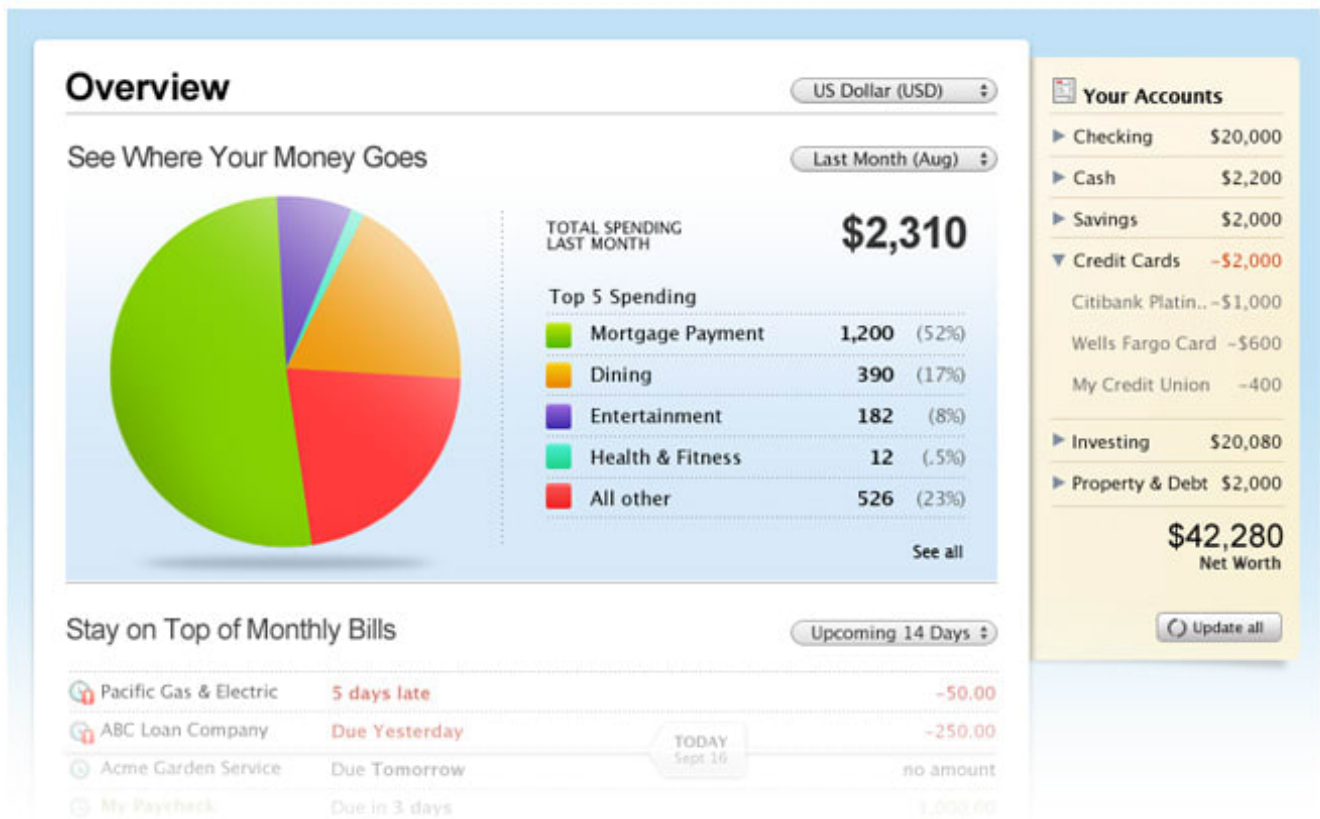 Overview
US Dollar (USD)
See Where Your Money Goes
Last Month (Aug)
TOTAL SPENDING
LAST MONTH
$2,310
Top 5 Spending
Mortgage Payment 1,200 (52%)
Dining 390 (17%)
Entertainment 182 (8%)
Health & Fitness 12 (.5%)
All other 526 (23%)
See all
Stay on Top of Monthly Bills
Upcoming 14 Days
Pacific Gas & Electric 5 days late -50.00
ABC Loan Company Due Yesterday -250.00
TODAY
Sept 16
Acme Garden Service Due Tomorrow no amount
My Paycheck Due in 3 days 1,000.00
Your Accounts
Checking $20,000
Cash $2,200
Savings $2,000
Credit Cards -$2,000
Citibank Platin.. -$1,000
Wells Fargo Card -$600
My Credit Union -400
Investing $20,080
Property & Debt $2,000
$42,280
Net Worth
Update all